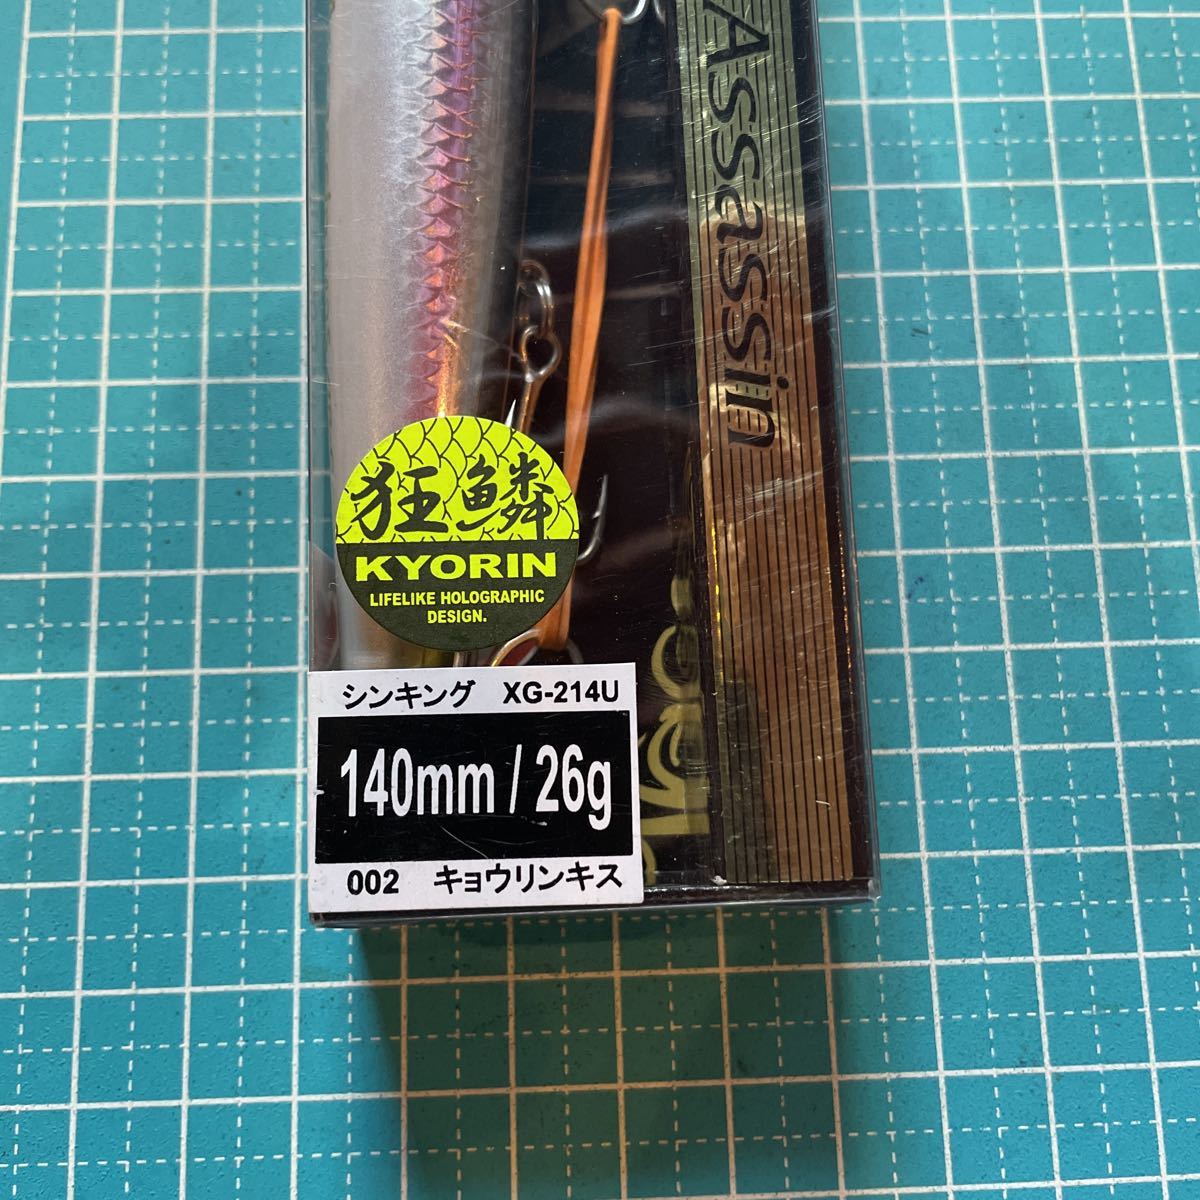 Assassin
狂鱗
KYORIN
LIFELIKE HOLOGRAPHIC
DESIGN.
シンキング XG-214U
140mm / 26g
002 キョウリンキス